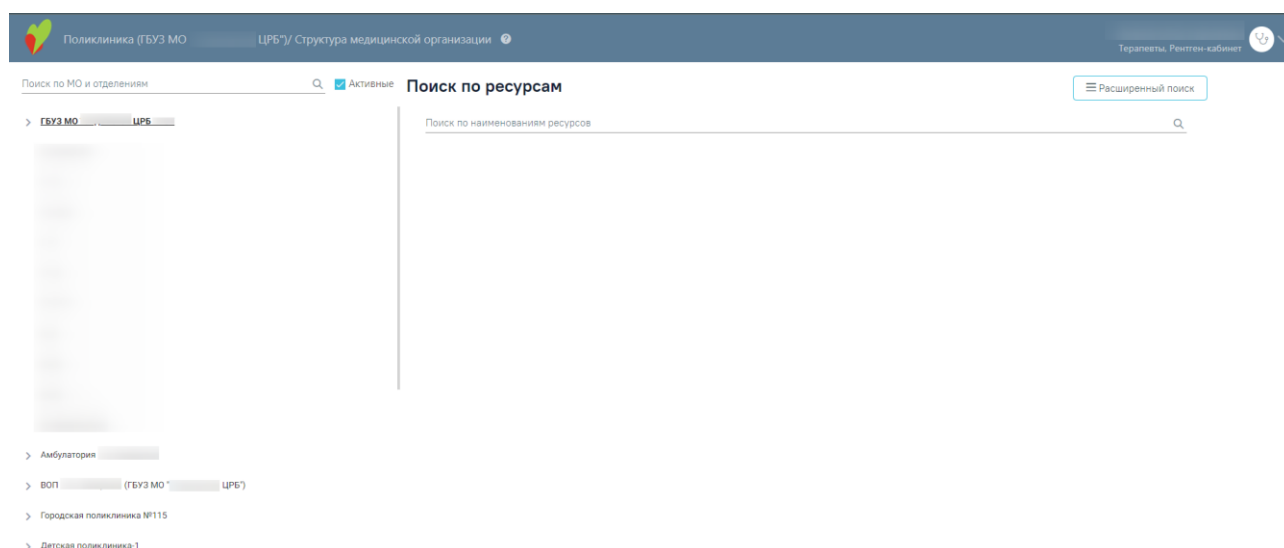 Поликлиника (ГБУЗ МО ЦРБ")/ Структура медицинской организации ?
Терапевты, Рентген-кабинет
Поиск по МО и отделениям
Активные
Поиск по ресурсам
Расширенный поиск
ГБУЗ МО ЦРБ
Поиск по наименованиям ресурсов
Амбулатория
ВОП (ГБУЗ МО " ЦРБ")
Городская поликлиника №115
Детская поликлиника-1